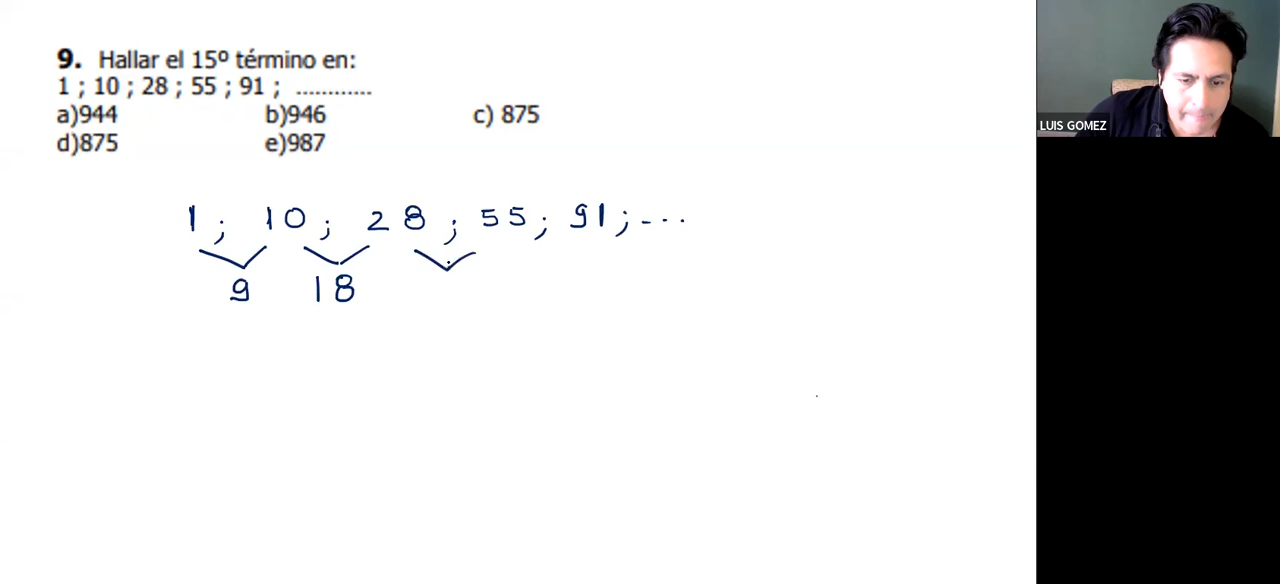 9. Hallar el 15º término en:
1 ; 10 ; 28 ; 55 ; 91 ; ............
a)944 b)946 c) 875
d)875 e)987
1 ; 10 ; 28 ; 55 ; 91 ; - ...
9 18
LUIS GOMEZ